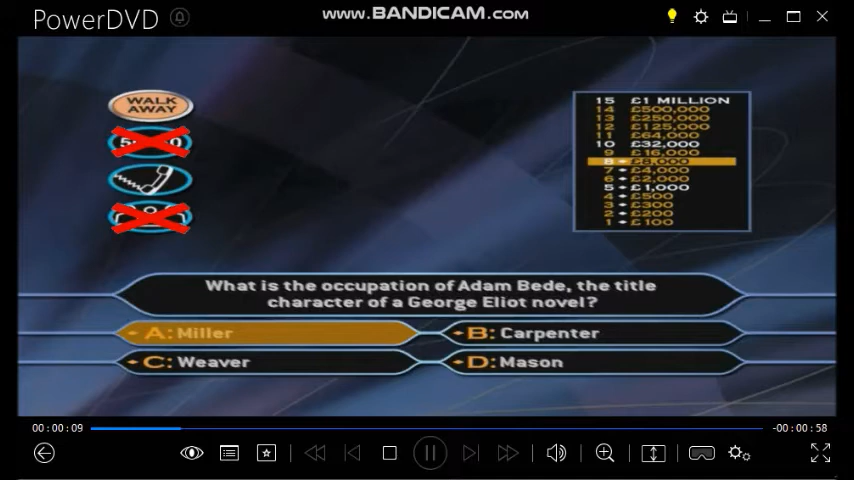 PowerDVD
www.BANDICAM.com
WALK
AWAY
15 £1 MILLION
14 £500,000
13 £250,000
12 £125,000
11 £64,000
10 £32,000
9 £16,000
8 £8,000
7 £4,000
6 £2,000
5 £1,000
4 £500
3 £300
2 £200
1 £100
What is the occupation of Adam Bede, the title
character of a George Eliot novel?
A: Miller
B: Carpenter
C: Weaver
D: Mason
00:00:09
-00:00:58